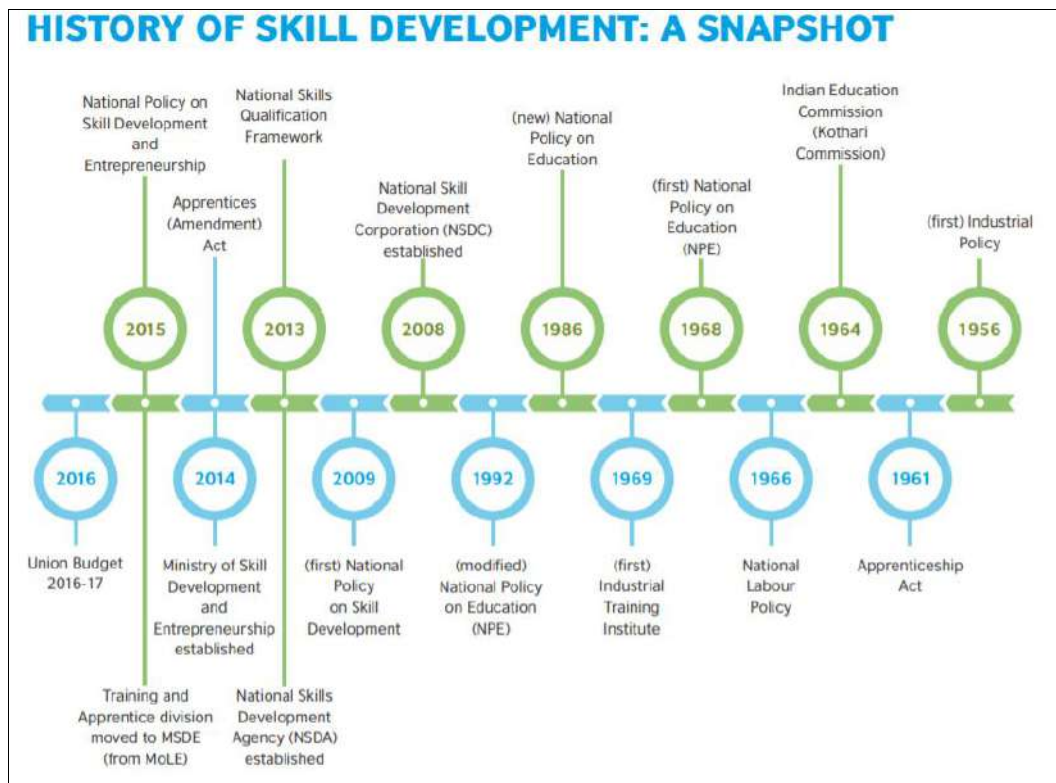 HISTORY OF SKILL DEVELOPMENT: A SNAPSHOT
National Policy on
Skill Development
and
Entrepreneurship
Apprentices
(Amendment)
Act
National Skills
Qualification
Framework
National Skill
Development
Corporation (NSDC)
established
(new) National
Policy on
Education
(first) National
Policy on
Education
(NPE)
Indian Education
Commission
(Kothari
Commission)
(first) Industrial
Policy
2015
2013
2008
1986
1968
1964
1956
2016
2014
2009
1992
1969
1966
1961
Union Budget
2016-17
Ministry of Skill
Development
and
Entrepreneurship
established
(first) National
Policy
on Skill
Development
(modified)
National Policy
on Education
(NPE)
(first)
Industrial
Training
Institute
National
Labour
Policy
Apprenticeship
Act
Training and
Apprentice division
moved to MSDE
(from MoLE)
National Skills
Development
Agency (NSDA)
established